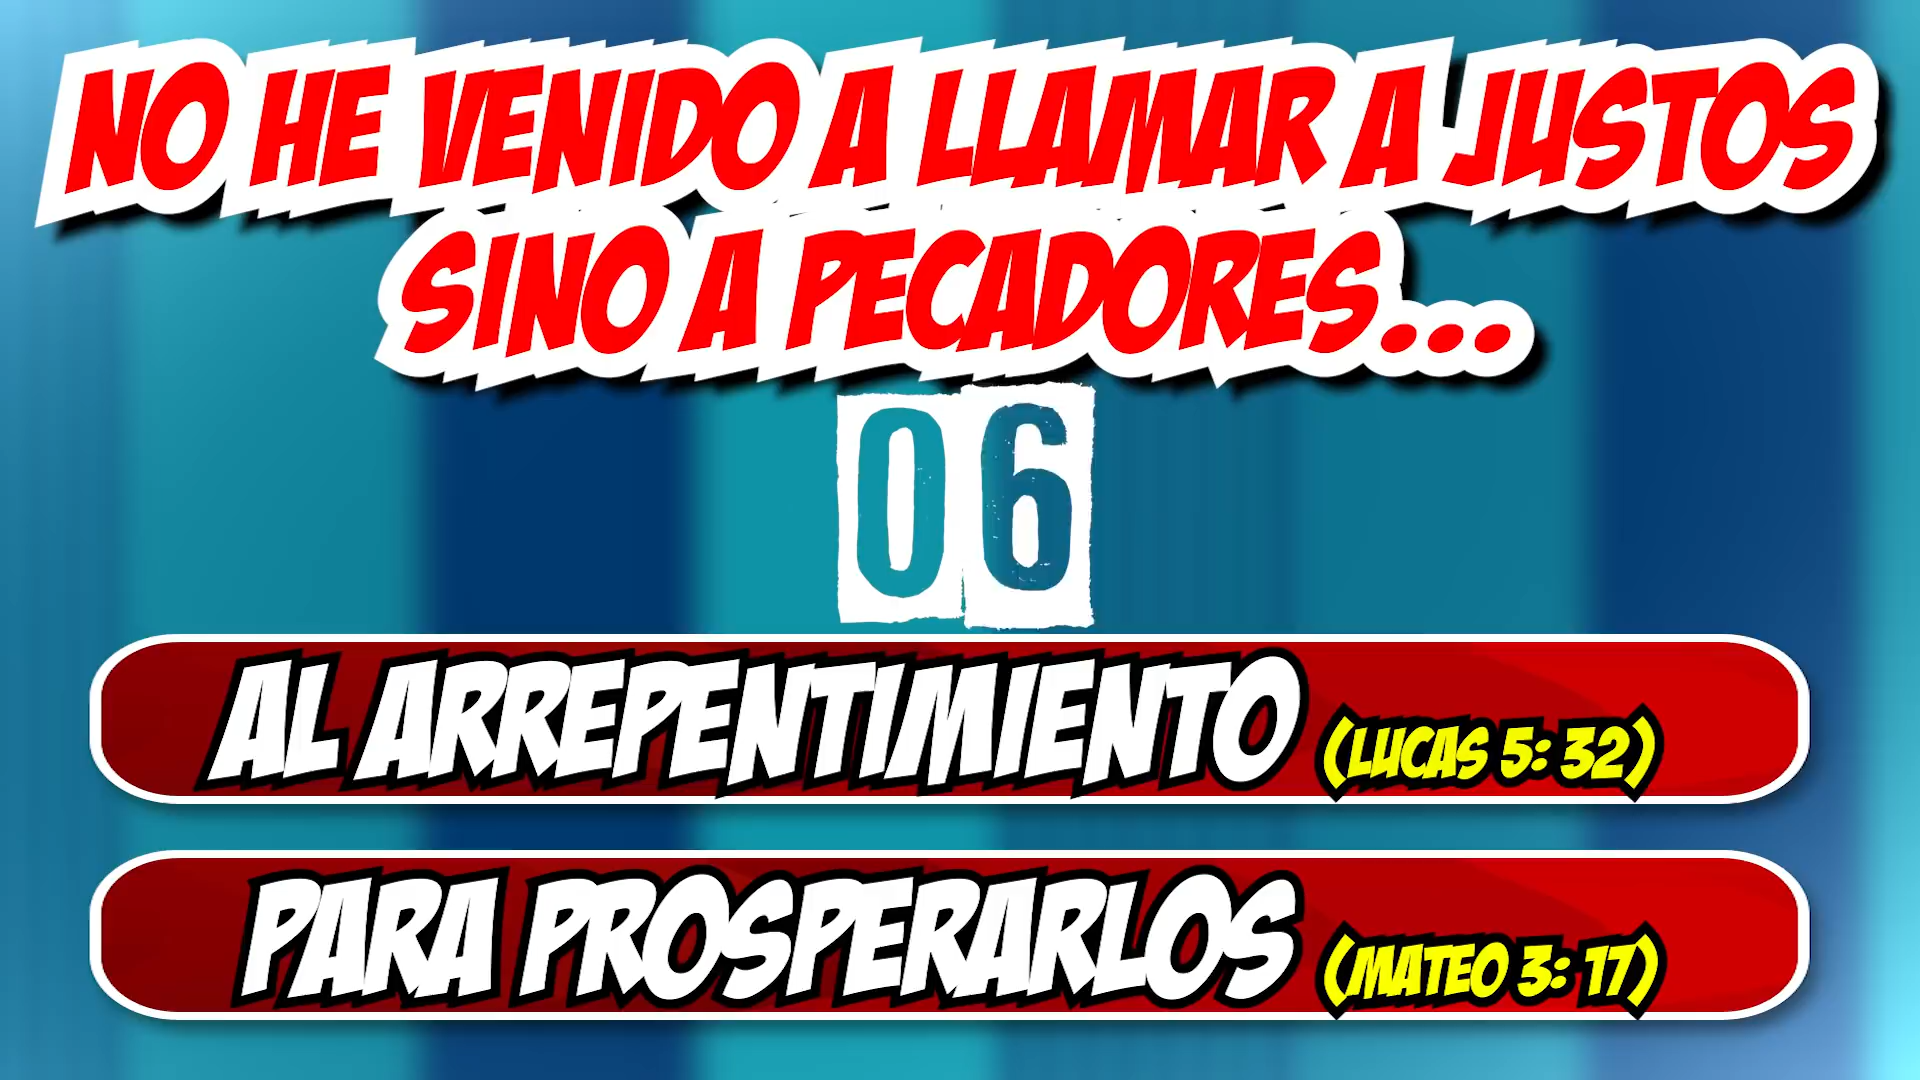 NO HE VENIDO A LLAMAR A JUSTOS
SINO A PECADORES...
06
AL ARREPENTIMIENTO (LUCAS 5: 32)
PARA PROSPERARLOS (MATEO 3: 17)